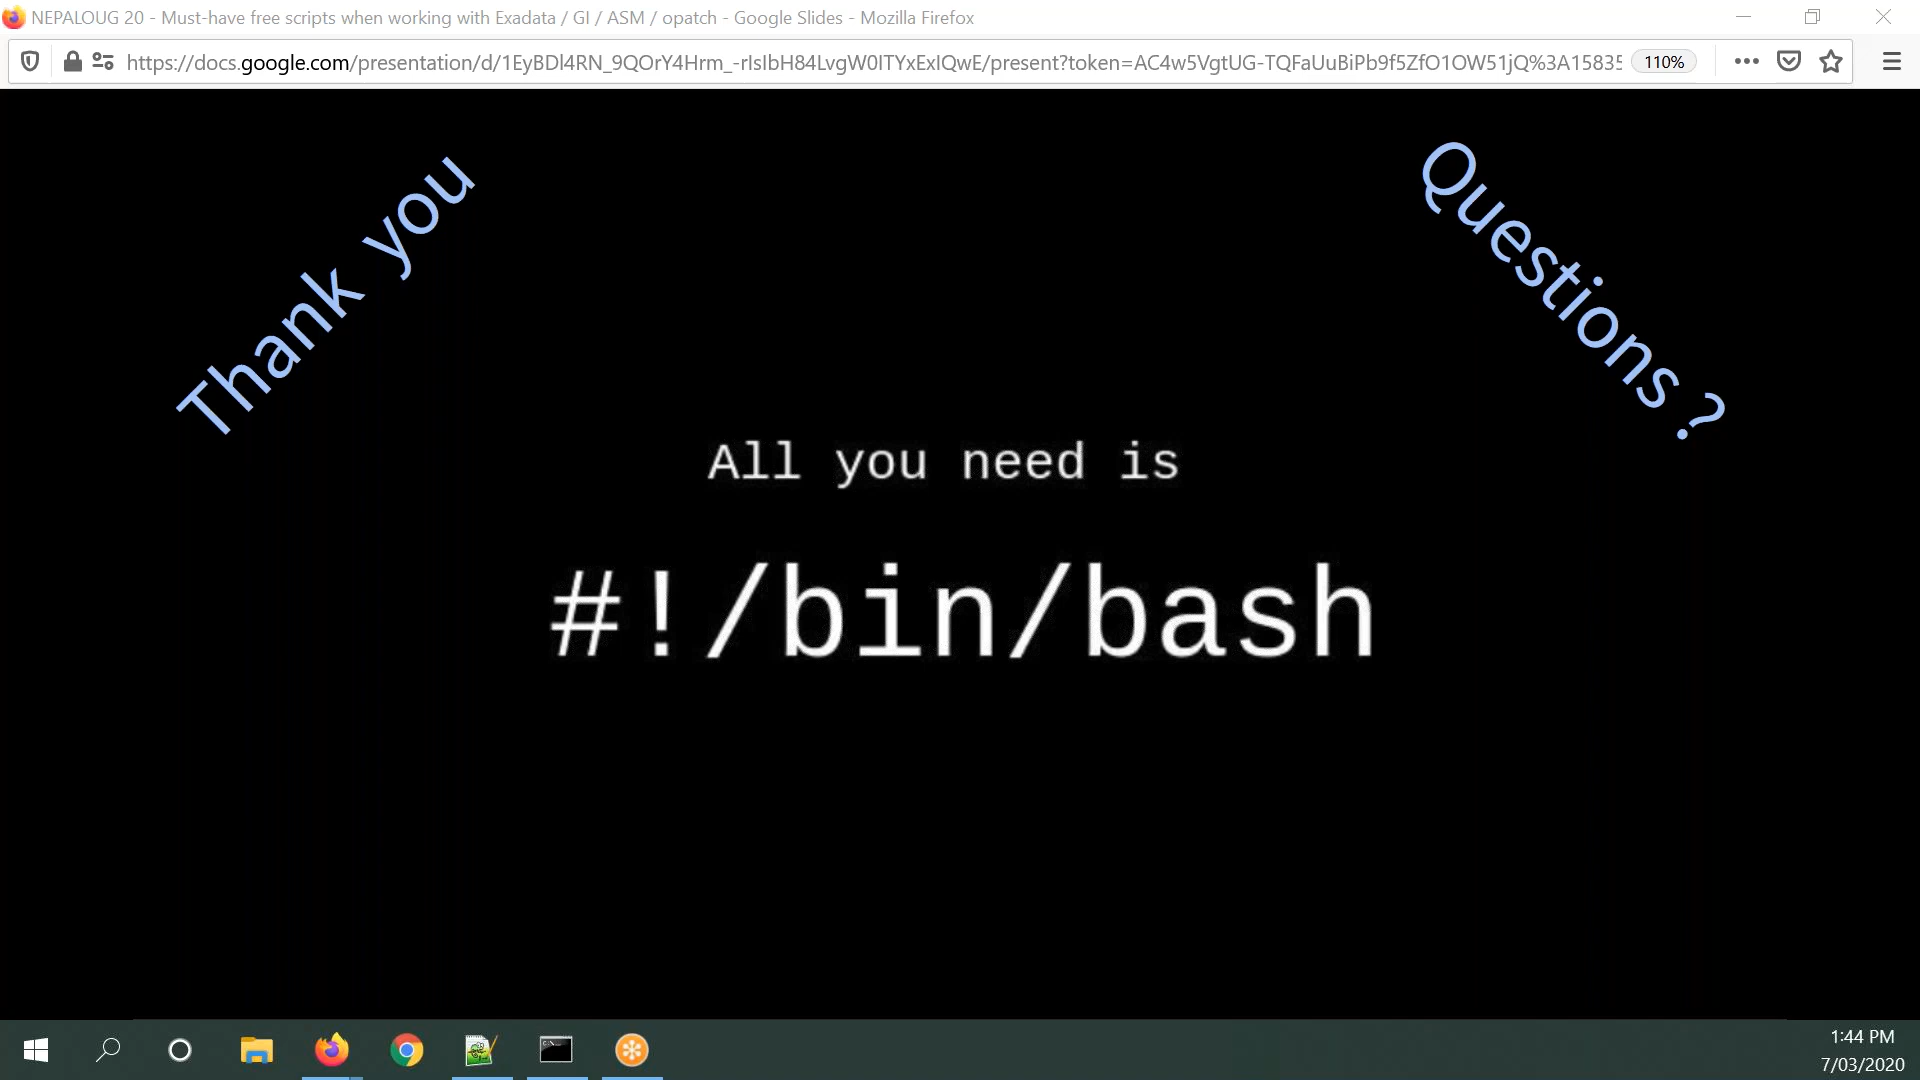 NEPALOUG 20 - Must-have free scripts when working with Exadata / GI / ASM / opatch - Google Slides - Mozilla Firefox
https://docs.google.com/presentation/d/1EyBDl4RN_9QOrY4Hrm_-rIsIbH84LvgW0ITYxExIQwE/present?token=AC4w5VgtUG-TQFaUuBiPb9f5ZfO1OW51jQ%3A15835
110%
Thank you
Questions ?
All you need is
#!/bin/bash
1:44 PM
7/03/2020